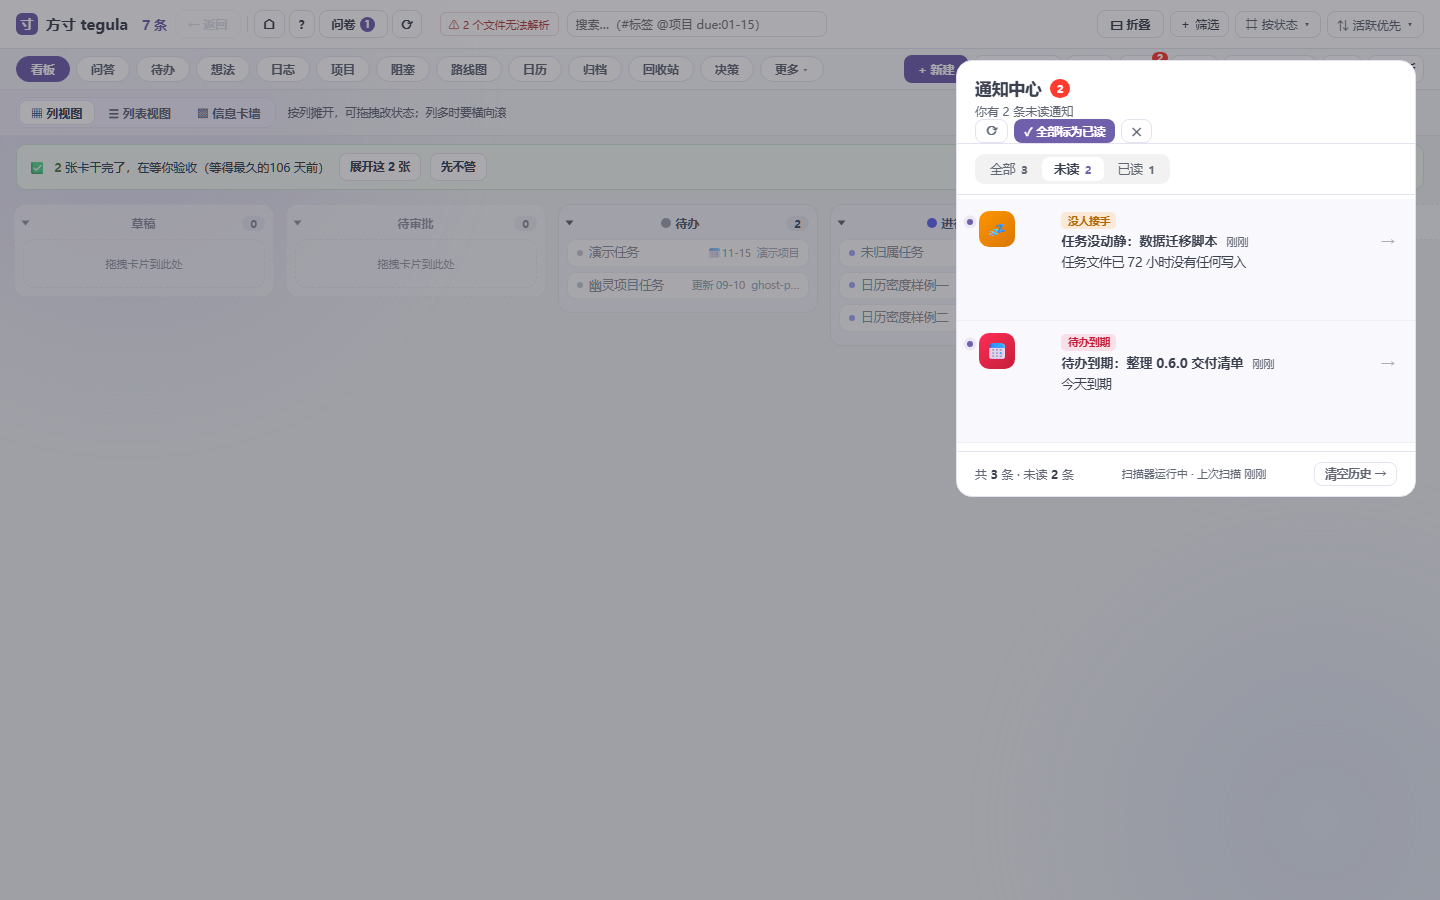 寸 方寸 tegula 7 条 ← 返回 ? 问卷 1 ⟳ ⚠ 2 个文件无法解析 搜索... (#标签 @项目 due:01-15) 折叠 + 筛选 按状态 活跃优先
看板 问答 待办 想法 日志 项目 阻塞 路线图 日历 归档 回收站 决策 更多 + 新建 2
列视图 列表视图 信息卡墙 按列摊开，可拖拽改状态；列多时要横向滚
2 张卡干完了，在等你验收（等得最久的106 天前） 展开这 2 张 先不管
草稿 0 待审批 0 待办 2
拖拽卡片到此处 拖拽卡片到此处 演示任务 11-15 演示项目 未归属任务
幽灵项目任务 更新 09-10 ghost-p... 日历密度样例一
日历密度样例二
通知中心 2
你有 2 条未读通知
⟳ ✓ 全部标为已读 ×
全部 3 未读 2 已读 1
没人接手
任务没动静：数据迁移脚本 刚刚 →
任务文件已 72 小时没有任何写入
待办到期
待办到期：整理 0.6.0 交付清单 刚刚 →
今天到期
共 3 条 · 未读 2 条 扫描器运行中 · 上次扫描 刚刚 清空历史 →